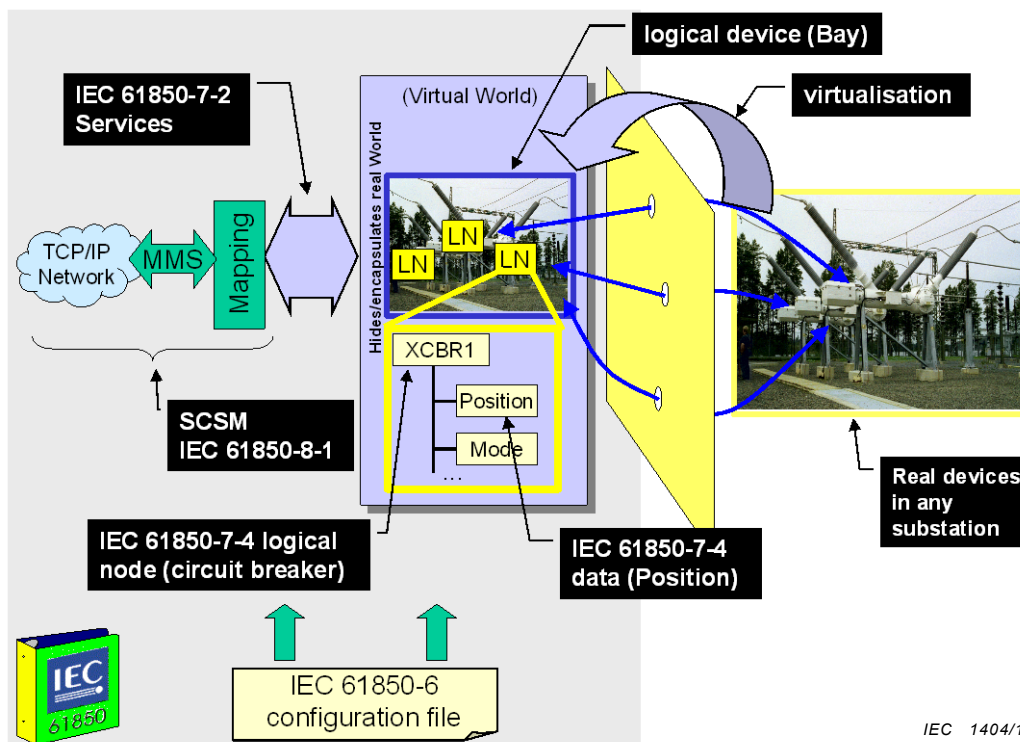 logical device (Bay)
IEC 61850-7-2
Services
(Virtual World)
virtualisation
Hides/encapsulates real World
LN
LN
LN
TCP/IP
Network
MMS
Mapping
XCBR1
Position
Mode
...
SCSM
IEC 61850-8-1
Real devices
in any
substation
IEC 61850-7-4 logical
node (circuit breaker)
IEC 61850-7-4
data (Position)
IEC
61850
IEC 61850-6
configuration file
IEC 1404/1